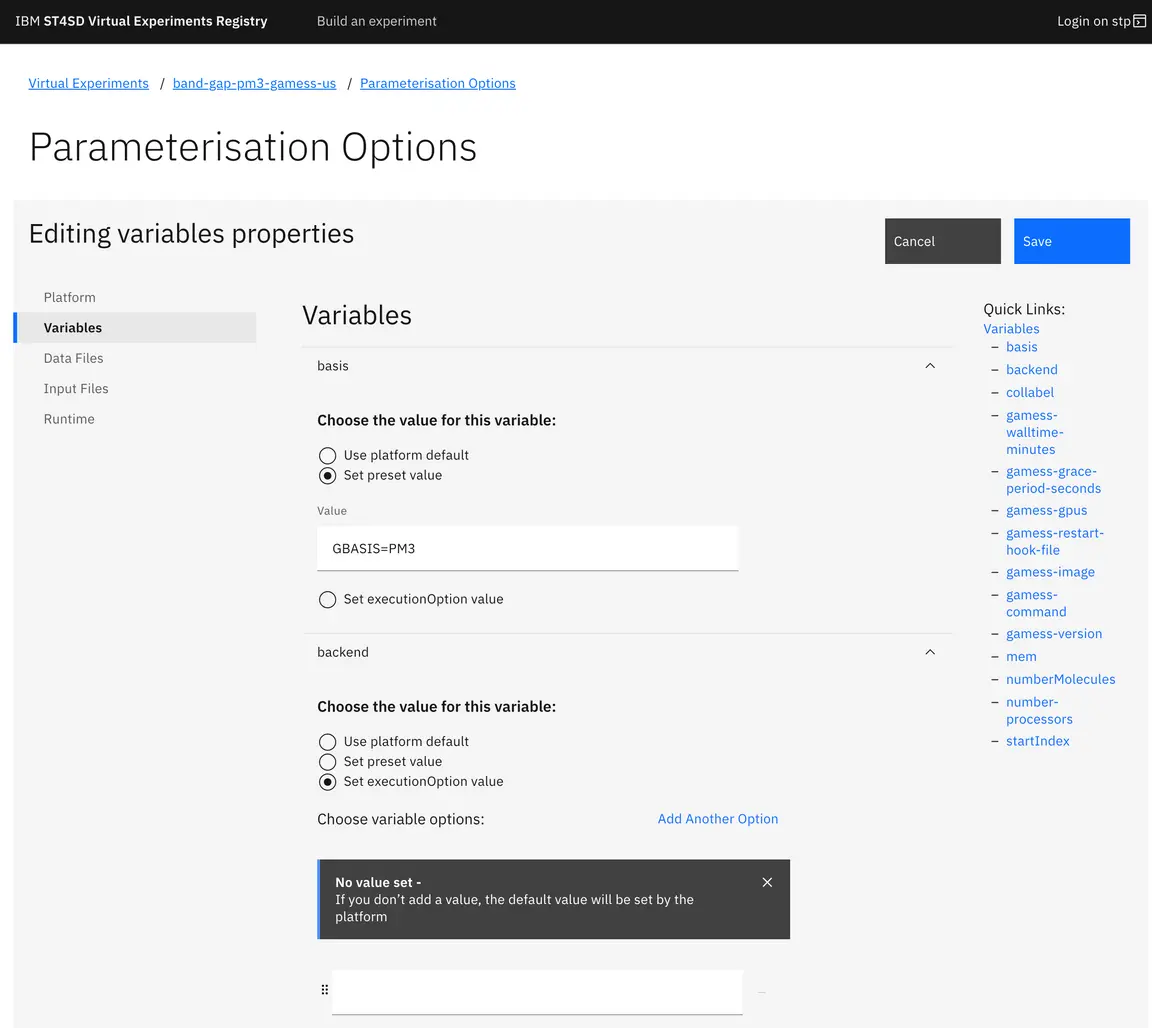 IBM ST4SD Virtual Experiments Registry
Build an experiment
Login on stp
Virtual Experiments / band-gap-pm3-gamess-us / Parameterisation Options
Parameterisation Options
Editing variables properties
Cancel
Save
Platform
Variables
Data Files
Input Files
Runtime
Variables
basis
Choose the value for this variable:
Use platform default
Set preset value
Value
GBASIS=PM3
Set executionOption value
backend
Choose the value for this variable:
Use platform default
Set preset value
Set executionOption value
Choose variable options:
Add Another Option
No value set -
If you don’t add a value, the default value will be set by the
platform
Quick Links:
Variables
– basis
– backend
– collabel
– gamess-
walltime-
minutes
– gamess-grace-
period-seconds
– gamess-gpus
– gamess-restart-
hook-file
– gamess-image
– gamess-
command
– gamess-version
– mem
– numberMolecules
– number-
processors
– startIndex